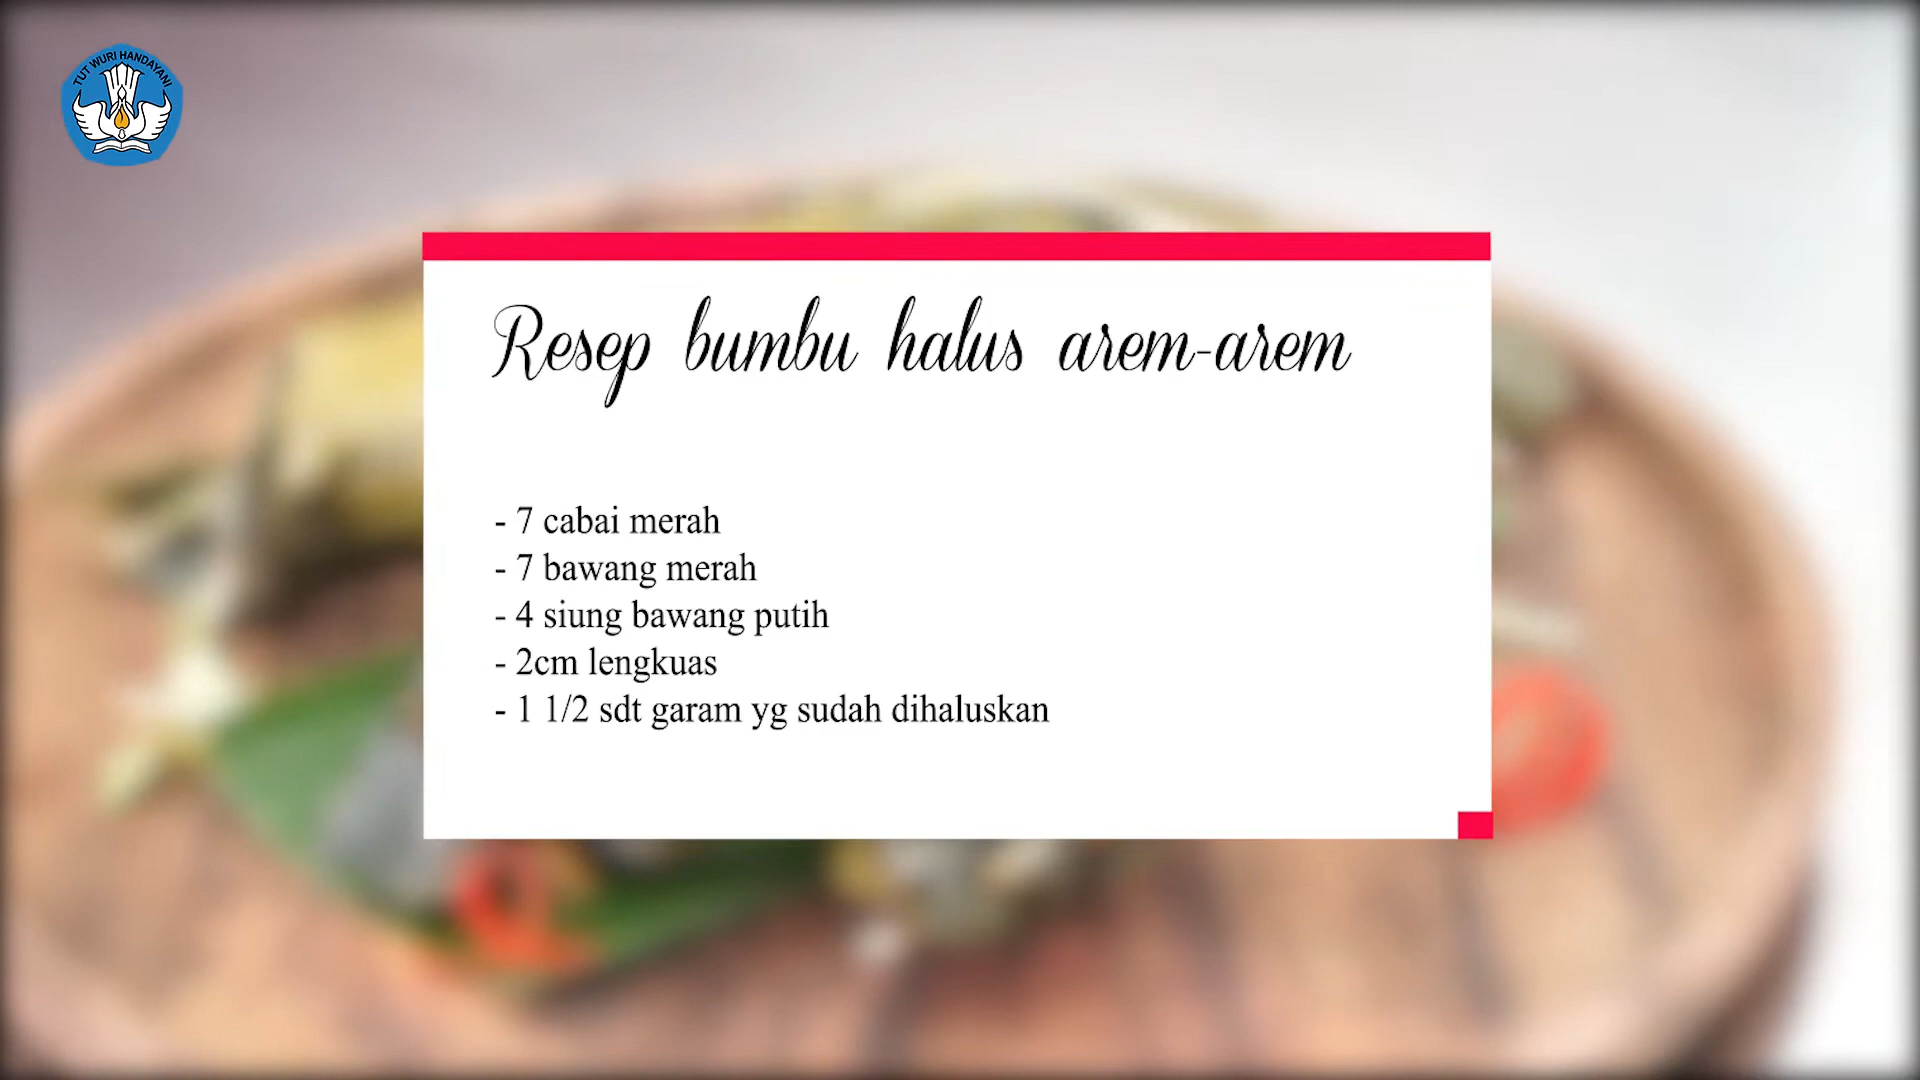 TUT WURI HANDAYANI
Resep bumbu halus arem-arem
- 7 cabai merah
- 7 bawang merah
- 4 siung bawang putih
- 2cm lengkuas
- 1 1/2 sdt garam yg sudah dihaluskan